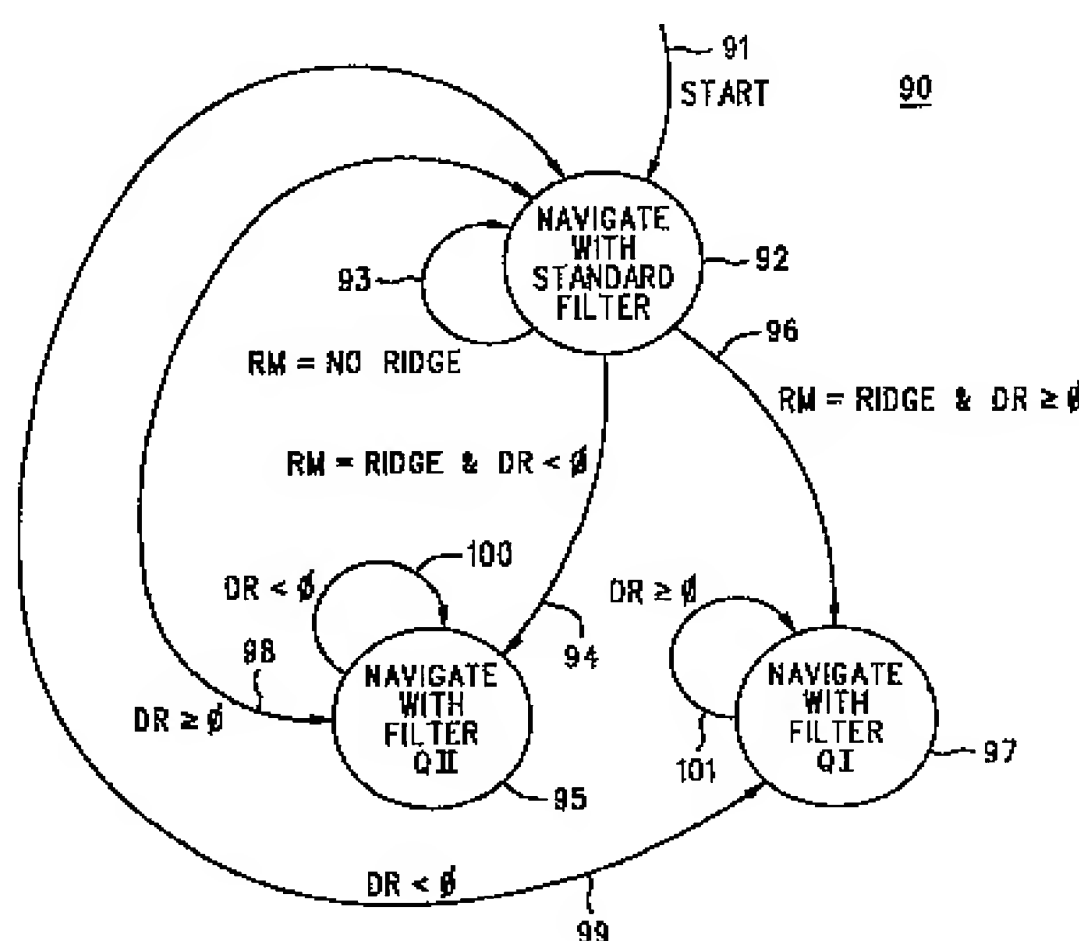 91
START
90
NAVIGATE
WITH
STANDARD
FILTER
92
93
96
RM = NO RIDGE
RM = RIDGE & DR ≥ ∅
RM = RIDGE & DR < ∅
100
DR < ∅
DR ≥ ∅
94
98
DR ≥ ∅
NAVIGATE
WITH
FILTER
QII
95
NAVIGATE
WITH
FILTER
QI
97
101
DR < ∅
99